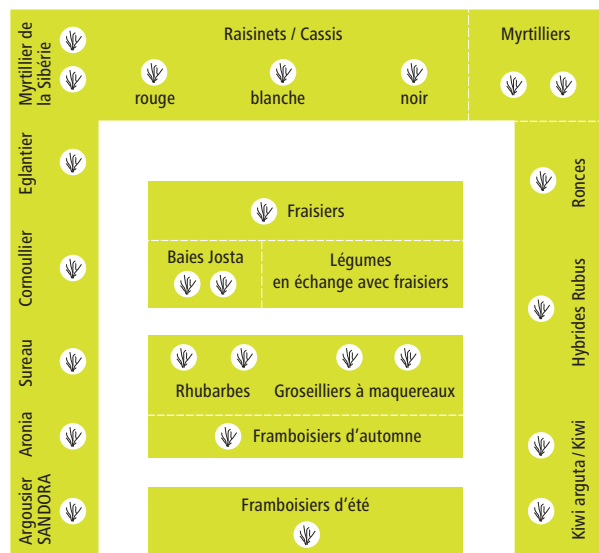 Myrtillier de
la Sibérie
Raisinets / Cassis
rouge
blanche
noir
Myrtilliers
Eglantier
Cornoullier
Sureau
Aronia
Argousier
SANDORA
Fraisiers
Baies Josta
Légumes
en échange avec fraisiers
Rhubarbes
Groseilliers à maquereaux
Framboisiers d'automne
Framboisiers d'été
Ronces
Hybrides Rubus
Kiwi arguta / Kiwi